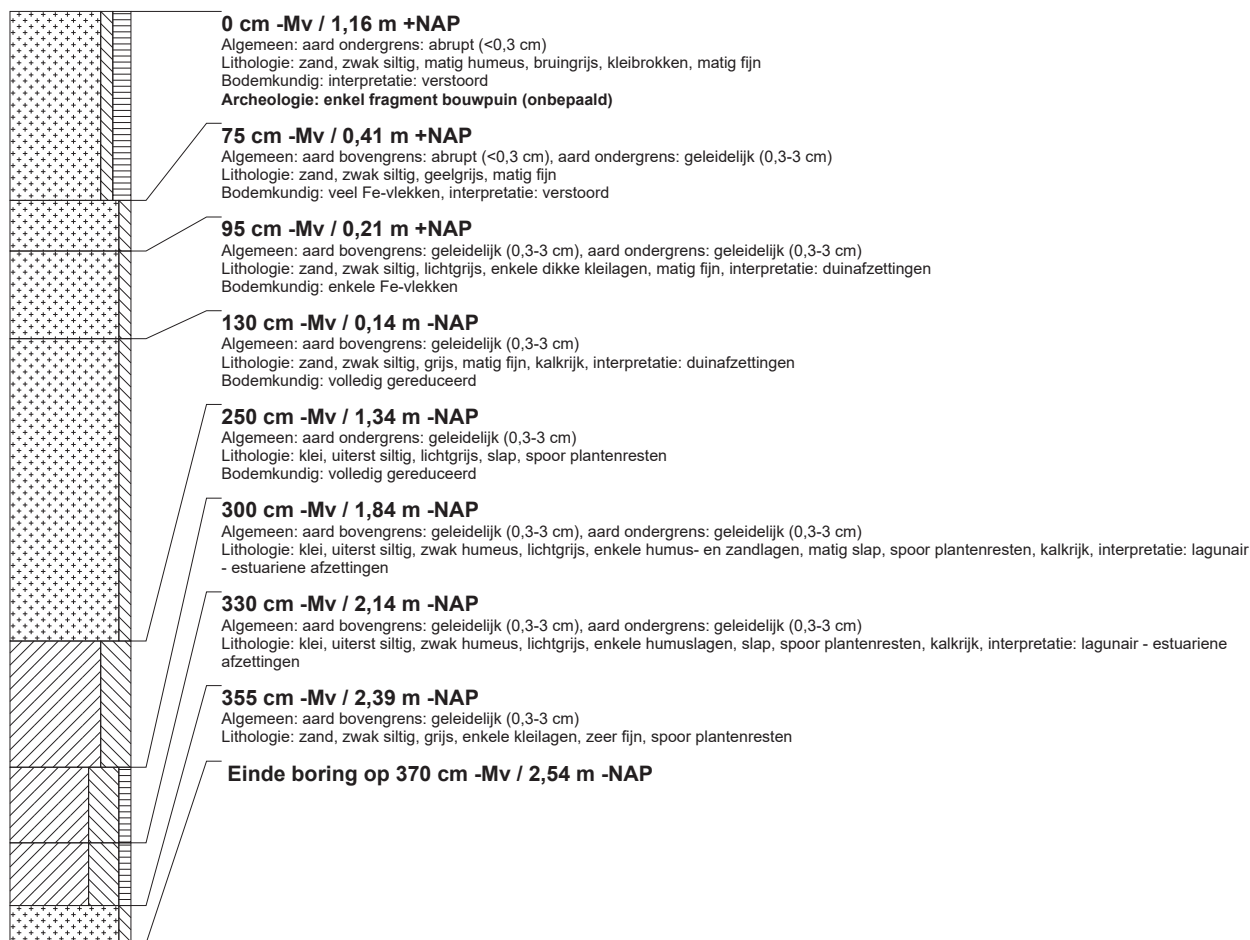 0 cm -Mv / 1,16 m +NAP
Algemeen: aard ondergrens: abrupt (<0,3 cm)
Lithologie: zand, zwak siltig, matig humeus, bruingrijs, kleibrokken, matig fijn
Bodemkundig: interpretatie: verstoord
Archeologie: enkel fragment bouwpuin (onbepaald)
75 cm -Mv / 0,41 m +NAP
Algemeen: aard bovengrens: abrupt (<0,3 cm), aard ondergrens: geleidelijk (0,3-3 cm)
Lithologie: zand, zwak siltig, geelgrijs, matig fijn
Bodemkundig: veel Fe-vlekken, interpretatie: verstoord
95 cm -Mv / 0,21 m +NAP
Algemeen: aard bovengrens: geleidelijk (0,3-3 cm), aard ondergrens: geleidelijk (0,3-3 cm)
Lithologie: zand, zwak siltig, lichtgrijs, enkele dikke kleilagen, matig fijn, interpretatie: duinafzettingen
Bodemkundig: enkele Fe-vlekken
130 cm -Mv / 0,14 m -NAP
Algemeen: aard bovengrens: geleidelijk (0,3-3 cm)
Lithologie: zand, zwak siltig, grijs, matig fijn, kalkrijk, interpretatie: duinafzettingen
Bodemkundig: volledig gereduceerd
250 cm -Mv / 1,34 m -NAP
Algemeen: aard ondergrens: geleidelijk (0,3-3 cm)
Lithologie: klei, uiterst siltig, lichtgrijs, slap, spoor plantenresten
Bodemkundig: volledig gereduceerd
300 cm -Mv / 1,84 m -NAP
Algemeen: aard bovengrens: geleidelijk (0,3-3 cm), aard ondergrens: geleidelijk (0,3-3 cm)
Lithologie: klei, uiterst siltig, zwak humeus, lichtgrijs, enkele humus- en zandlagen, matig slap, spoor plantenresten, kalkrijk, interpretatie: lagunair
- estuariene afzettingen
330 cm -Mv / 2,14 m -NAP
Algemeen: aard bovengrens: geleidelijk (0,3-3 cm), aard ondergrens: geleidelijk (0,3-3 cm)
Lithologie: klei, uiterst siltig, zwak humeus, lichtgrijs, enkele humuslagen, slap, spoor plantenresten, kalkrijk, interpretatie: lagunair - estuariene
afzettingen
355 cm -Mv / 2,39 m -NAP
Algemeen: aard bovengrens: geleidelijk (0,3-3 cm)
Lithologie: zand, zwak siltig, grijs, enkele kleilagen, zeer fijn, spoor plantenresten
Einde boring op 370 cm -Mv / 2,54 m -NAP